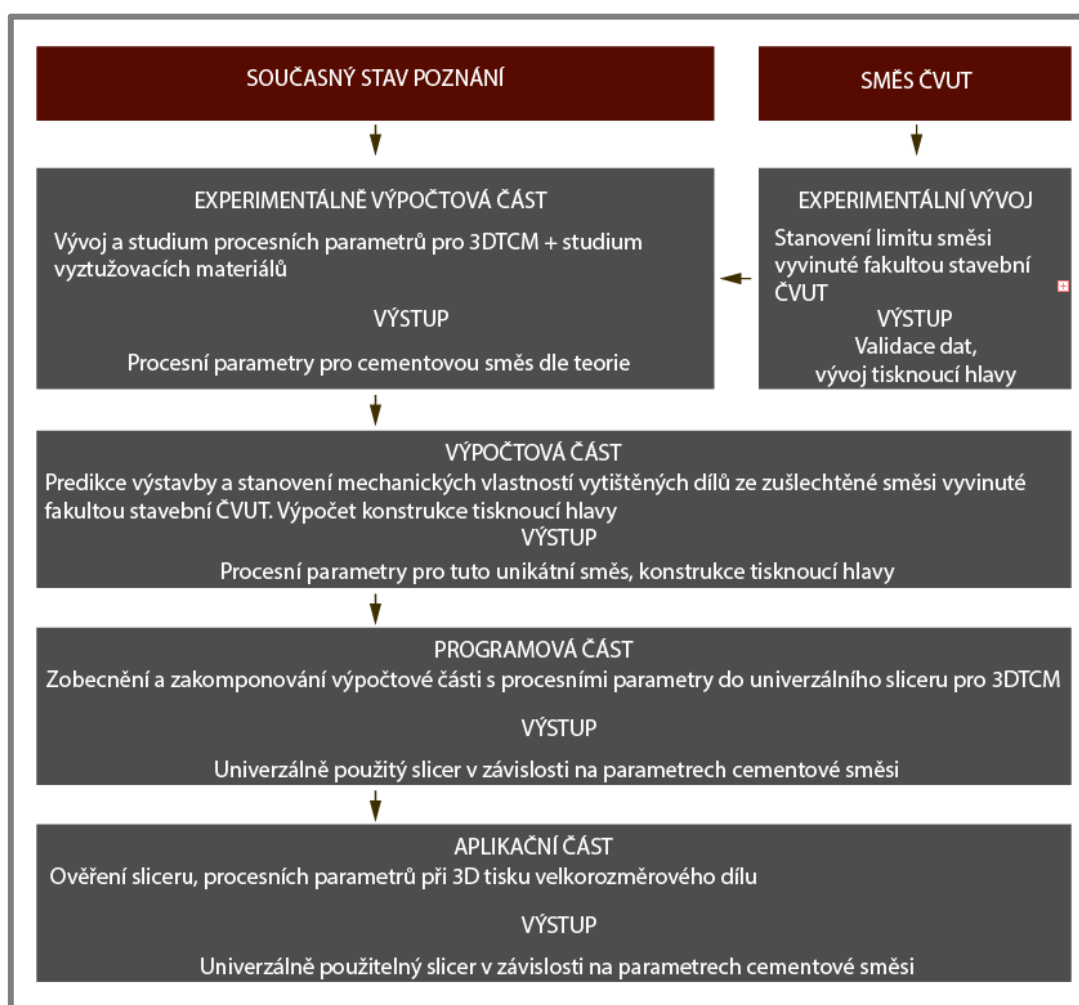 SOUČASNÝ STAV POZNÁNÍ
SMĚS ČVUT
EXPERIMENTÁLNĚ VÝPOČTOVÁ ČÁST
Vývoj a studium procesních parametrů pro 3DTCM + studium
vyztužovacích materiálů
VÝSTUP
Procesní parametry pro cementovou směs dle teorie
EXPERIMENTÁLNÍ VÝVOJ
Stanovení limitu směsi
vyvinuté fakultou stavební
ČVUT
VÝSTUP
Validace dat,
vývoj tisknoucí hlavy
VÝPOČTOVÁ ČÁST
Predikce výstavby a stanovení mechanických vlastností vytištěných dílů ze zušlechtěné směsi vyvinuté
fakultou stavební ČVUT. Výpočet konstrukce tisknoucí hlavy
VÝSTUP
Procesní parametry pro tuto unikátní směs, konstrukce tisknoucí hlavy
PROGRAMOVÁ ČÁST
Zobecnění a zakomponování výpočtové části s procesními parametry do univerzálního sliceru pro 3DTCM
VÝSTUP
Univerzálně použitý slicer v závislosti na parametrech cementové směsi
APLIKAČNÍ ČÁST
Ověření sliceru, procesních parametrů při 3D tisku velkorozměrového dílu
VÝSTUP
Univerzálně použitelný slicer v závislosti na parametrech cementové směsi